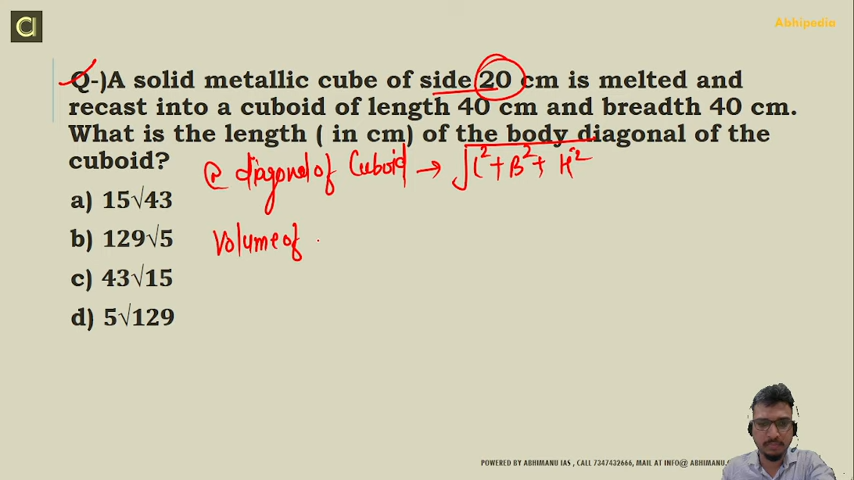 Abhipedia
a
Q-)A solid metallic cube of side 20 cm is melted and
recast into a cuboid of length 40 cm and breadth 40 cm.
What is the length ( in cm) of the body diagonal of the
cuboid?
diagonal of Cuboid → √L²+B²+H²
a) 15√43
b) 129√5
Volume of
c) 43√15
d) 5√129
POWERED BY ABHIMANU IAS , CALL 7347432666, MAIL AT INFO@ ABHIMANU.